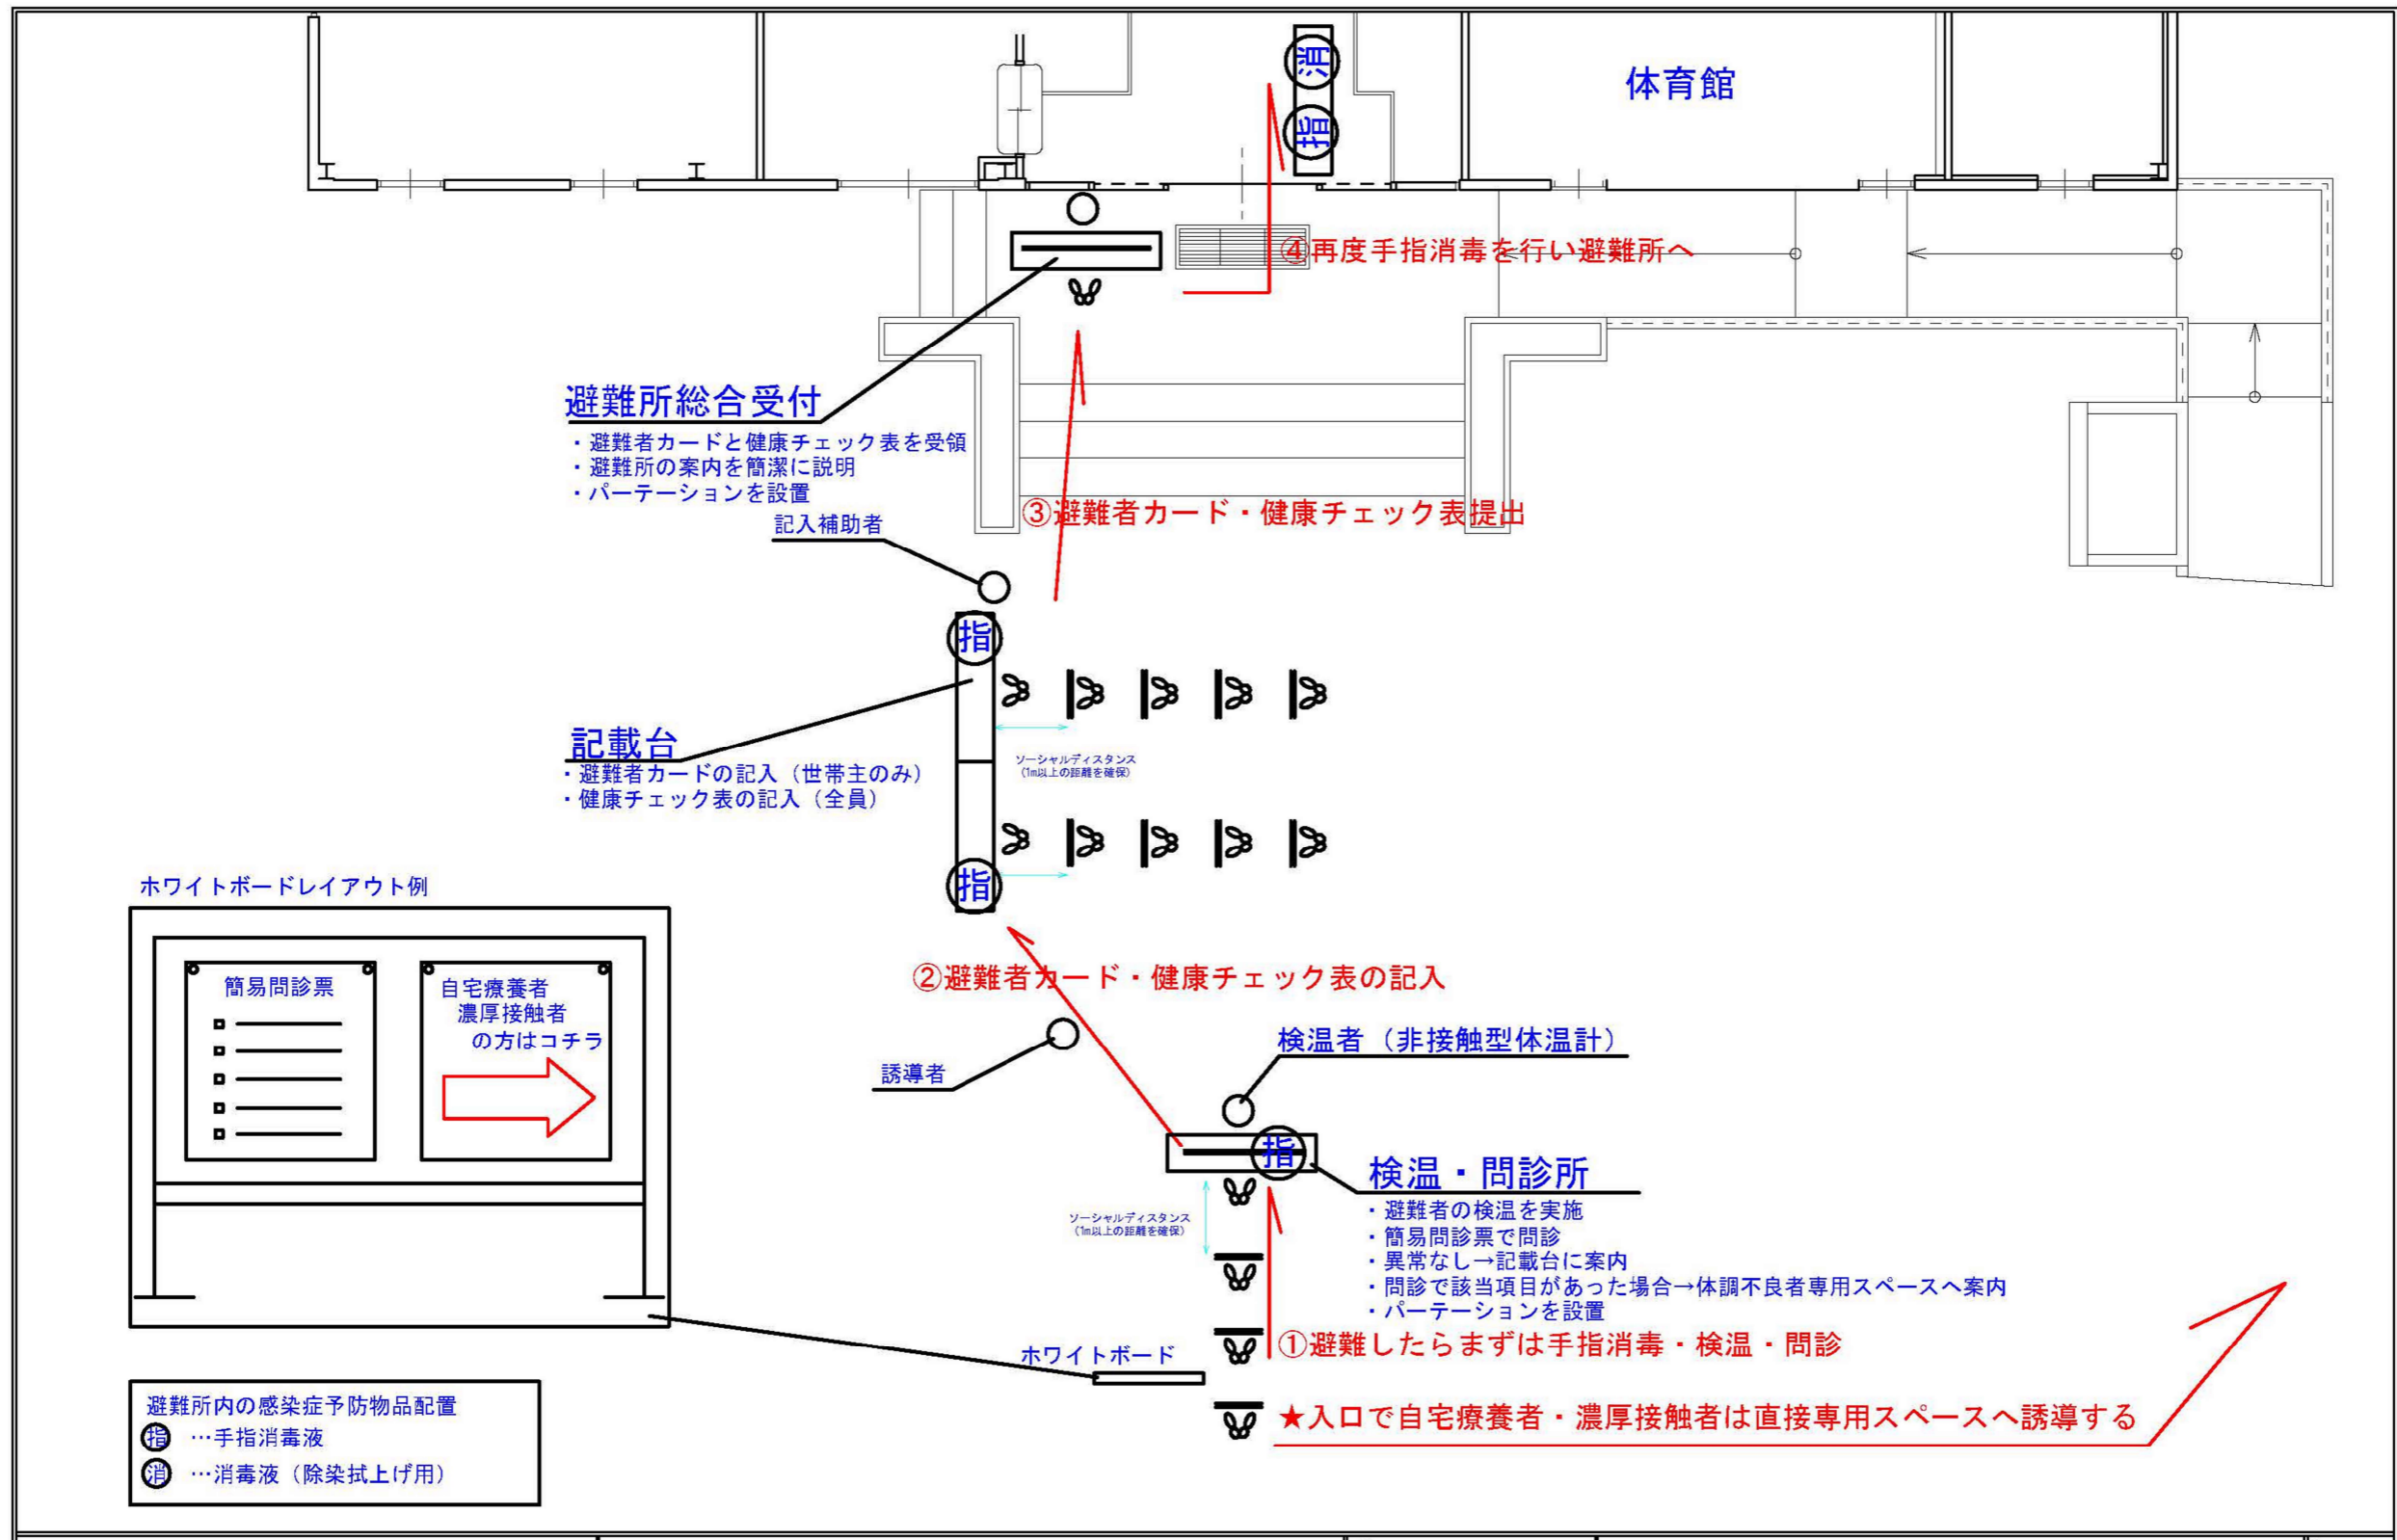 消
指
体育館
④再度手指消毒を行い避難所へ
避難所総合受付
・避難者カードと健康チェック表を受領
・避難所の案内を簡潔に説明
・パーテーションを設置
③避難者カード・健康チェック表提出
記入補助者
指
記載台
・避難者カードの記入（世帯主のみ）
・健康チェック表の記入（全員）
ソーシャルディスタンス
（1m以上の距離を確保）
指
ホワイトボードレイアウト例
簡易問診票
自宅療養者
濃厚接触者
の方はコチラ
②避難者カード・健康チェック表の記入
誘導者
検温者（非接触型体温計）
指
検温・問診所
・避難者の検温を実施
・簡易問診票で問診
・異常なし→記載台に案内
・問診で該当項目があった場合→体調不良者専用スペースへ案内
・パーテーションを設置
ソーシャルディスタンス
（1m以上の距離を確保）
①避難したらまずは手指消毒・検温・問診
ホワイトボード
★入口で自宅療養者・濃厚接触者は直接専用スペースへ誘導する
避難所内の感染症予防物品配置
指 …手指消毒液
消 …消毒液（除染拭上げ用）